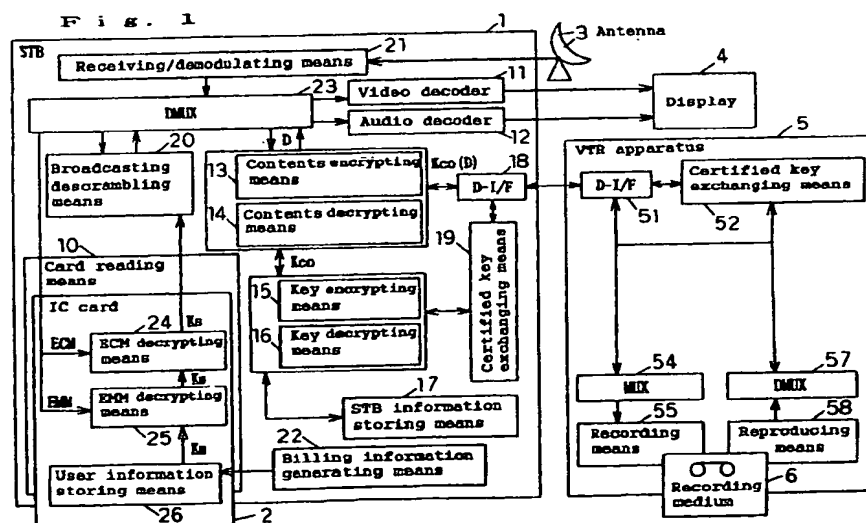 Fig. 1
1
STB
21
Receiving/demodulating means
3 Antenna
23
DMUX
11
Video decoder
Audio decoder
12
4
Display
20
Broadcasting
descrambling
means
D
13
Contents encrypting
means
14
Contents decrypting
means
Kco (D)
18
D-I/F
5
VTR apparatus
D-I/F
51
Certified key
exchanging means
52
19
Certified key
exchanging means
Kco
10
Card reading
means
IC card
15
Key encrypting
means
16
Key decrypting
means
24
Ks
ECM
ECM decrypting
means
EMM
EMM decrypting
means
25
17
STB information
storing means
22
Billing information
generating means
User information
storing means
26
2
54
MUX
57
DMUX
55
Recording
means
58
Reproducing
means
Recording
medium
6